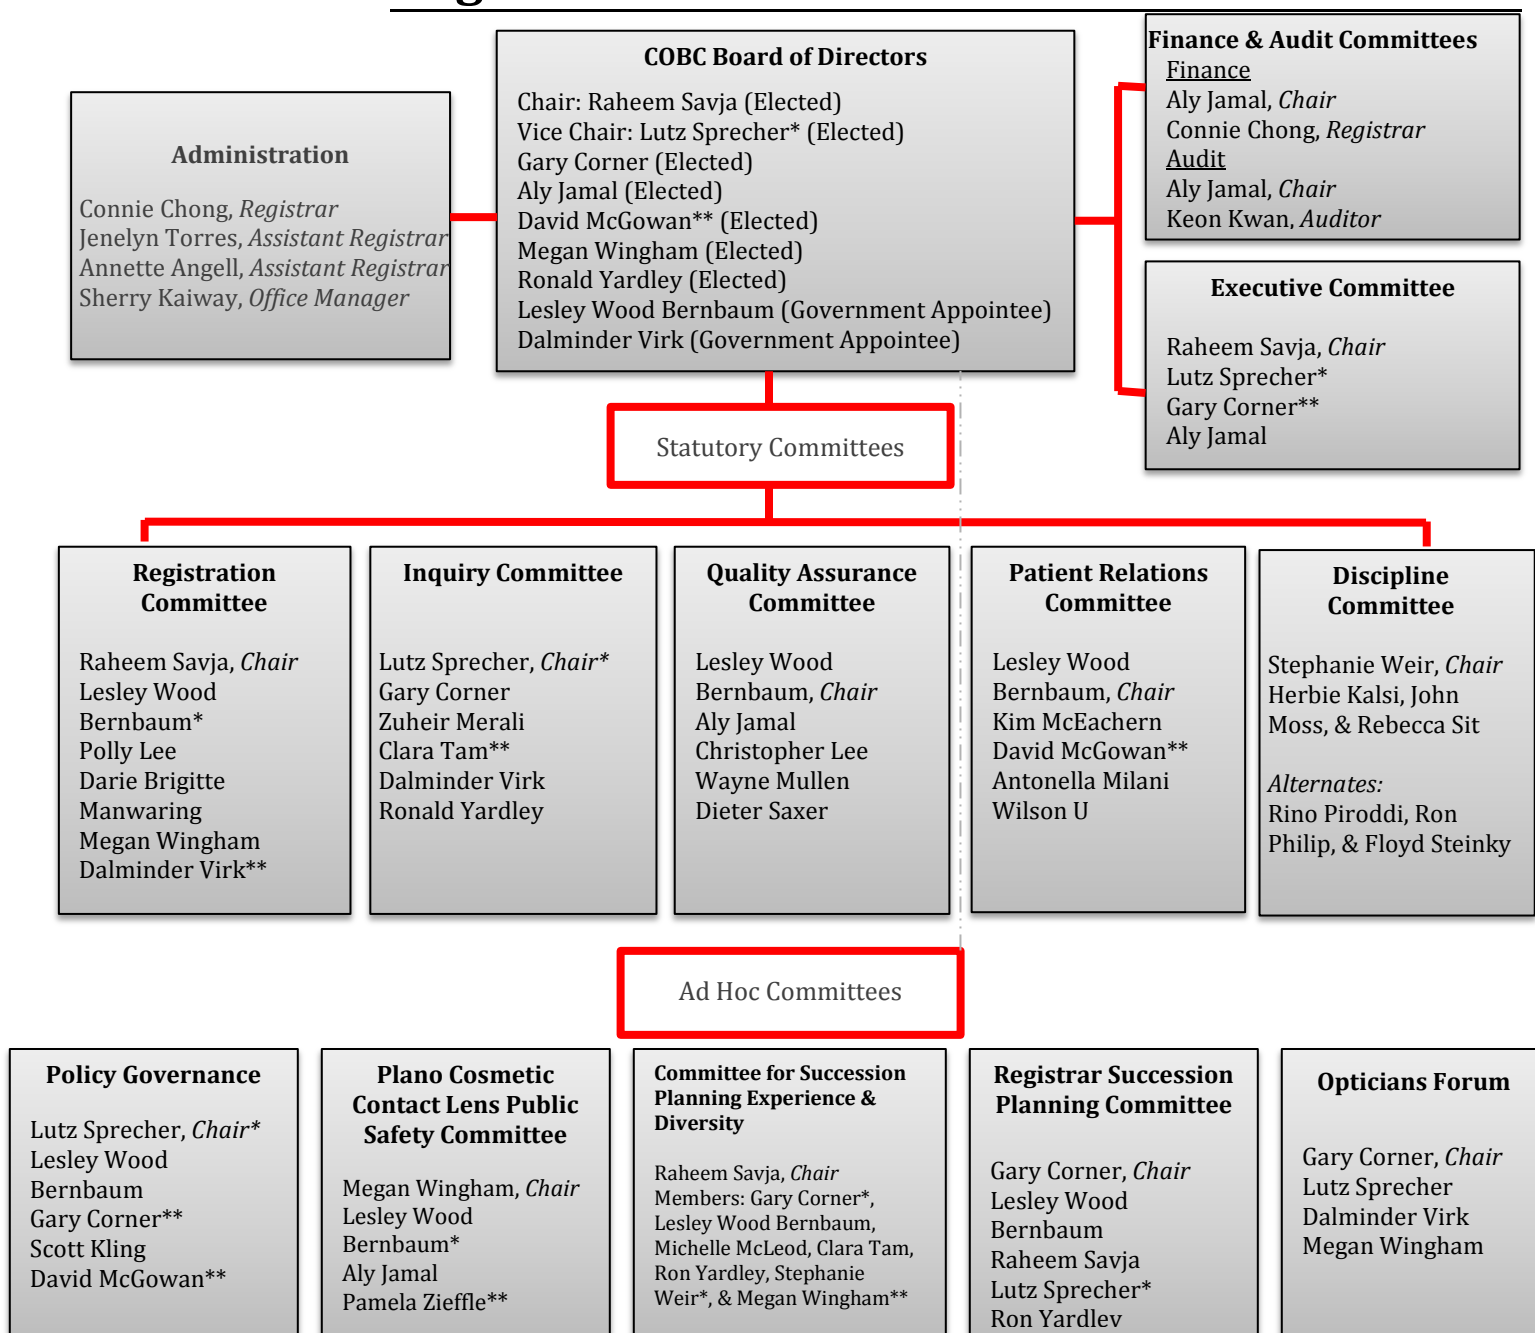 COBC Board of Directors
Chair: Raheem Savja (Elected)
Vice Chair: Lutz Sprecher* (Elected)
Gary Corner (Elected)
Aly Jamal (Elected)
David McGowan** (Elected)
Megan Wingham (Elected)
Ronald Yardley (Elected)
Lesley Wood Bernbaum (Government Appointee)
Dalminder Virk (Government Appointee)
Administration
Connie Chong, Registrar
Jenelyn Torres, Assistant Registrar
Annette Angell, Assistant Registrar
Sherry Kaiway, Office Manager
Finance & Audit Committees
Finance
Aly Jamal, Chair
Connie Chong, Registrar
Audit
Aly Jamal, Chair
Keon Kwan, Auditor
Executive Committee
Raheem Savja, Chair
Lutz Sprecher*
Gary Corner**
Aly Jamal
Statutory Committees
Registration
Committee
Raheem Savja, Chair
Lesley Wood
Bernbaum*
Polly Lee
Darie Brigitte
Manwaring
Megan Wingham
Dalminder Virk**
Inquiry Committee
Lutz Sprecher, Chair*
Gary Corner
Zuheir Merali
Clara Tam**
Dalminder Virk
Ronald Yardley
Quality Assurance
Committee
Lesley Wood
Bernbaum, Chair
Aly Jamal
Christopher Lee
Wayne Mullen
Dieter Saxer
Patient Relations
Committee
Lesley Wood
Bernbaum, Chair
Kim McEachern
David McGowan**
Antonella Milani
Wilson U
Discipline
Committee
Stephanie Weir, Chair
Herbie Kalsi, John
Moss, & Rebecca Sit
Alternates:
Rino Piroddi, Ron
Philip, & Floyd Steinky
Ad Hoc Committees
Policy Governance
Lutz Sprecher, Chair*
Lesley Wood
Bernbaum
Gary Corner**
Scott Kling
David McGowan**
Plano Cosmetic
Contact Lens Public
Safety Committee
Megan Wingham, Chair
Lesley Wood
Bernbaum*
Aly Jamal
Pamela Zieffle**
Committee for Succession
Planning Experience &
Diversity
Raheem Savja, Chair
Members: Gary Corner*,
Lesley Wood Bernbaum,
Michelle McLeod, Clara Tam,
Ron Yardley, Stephanie
Weir*, & Megan Wingham**
Registrar Succession
Planning Committee
Gary Corner, Chair
Lesley Wood
Bernbaum
Raheem Savja
Lutz Sprecher*
Ron Yardley
Opticians Forum
Gary Corner, Chair
Lutz Sprecher
Dalminder Virk
Megan Wingham